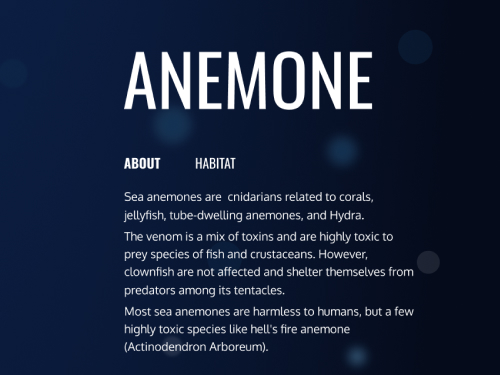 ANEMONE
ABOUT HABITAT
Sea anemones are cnidarians related to corals,
jellyfish, tube-dwelling anemones, and Hydra.
The venom is a mix of toxins and are highly toxic to
prey species of fish and crustaceans. However,
clownfish are not affected and shelter themselves from
predators among its tentacles.
Most sea anemones are harmless to humans, but a few
highly toxic species like hell's fire anemone
(Actinodendron Arboreum).